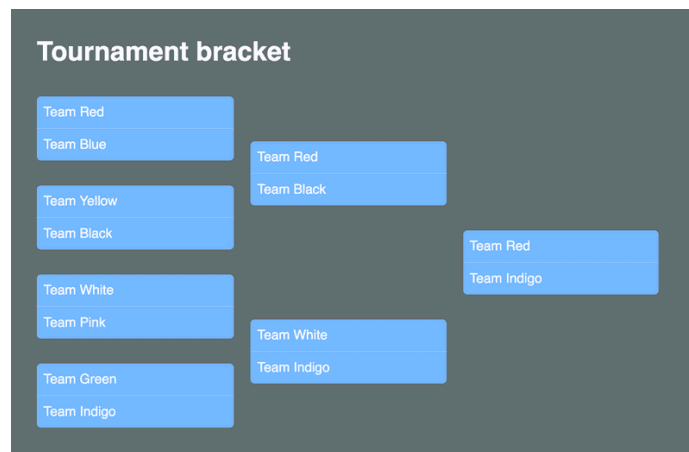 Tournament bracket
Team Red
Team Blue
Team Yellow
Team Black
Team White
Team Pink
Team Green
Team Indigo
Team Red
Team Black
Team White
Team Indigo
Team Red
Team Indigo